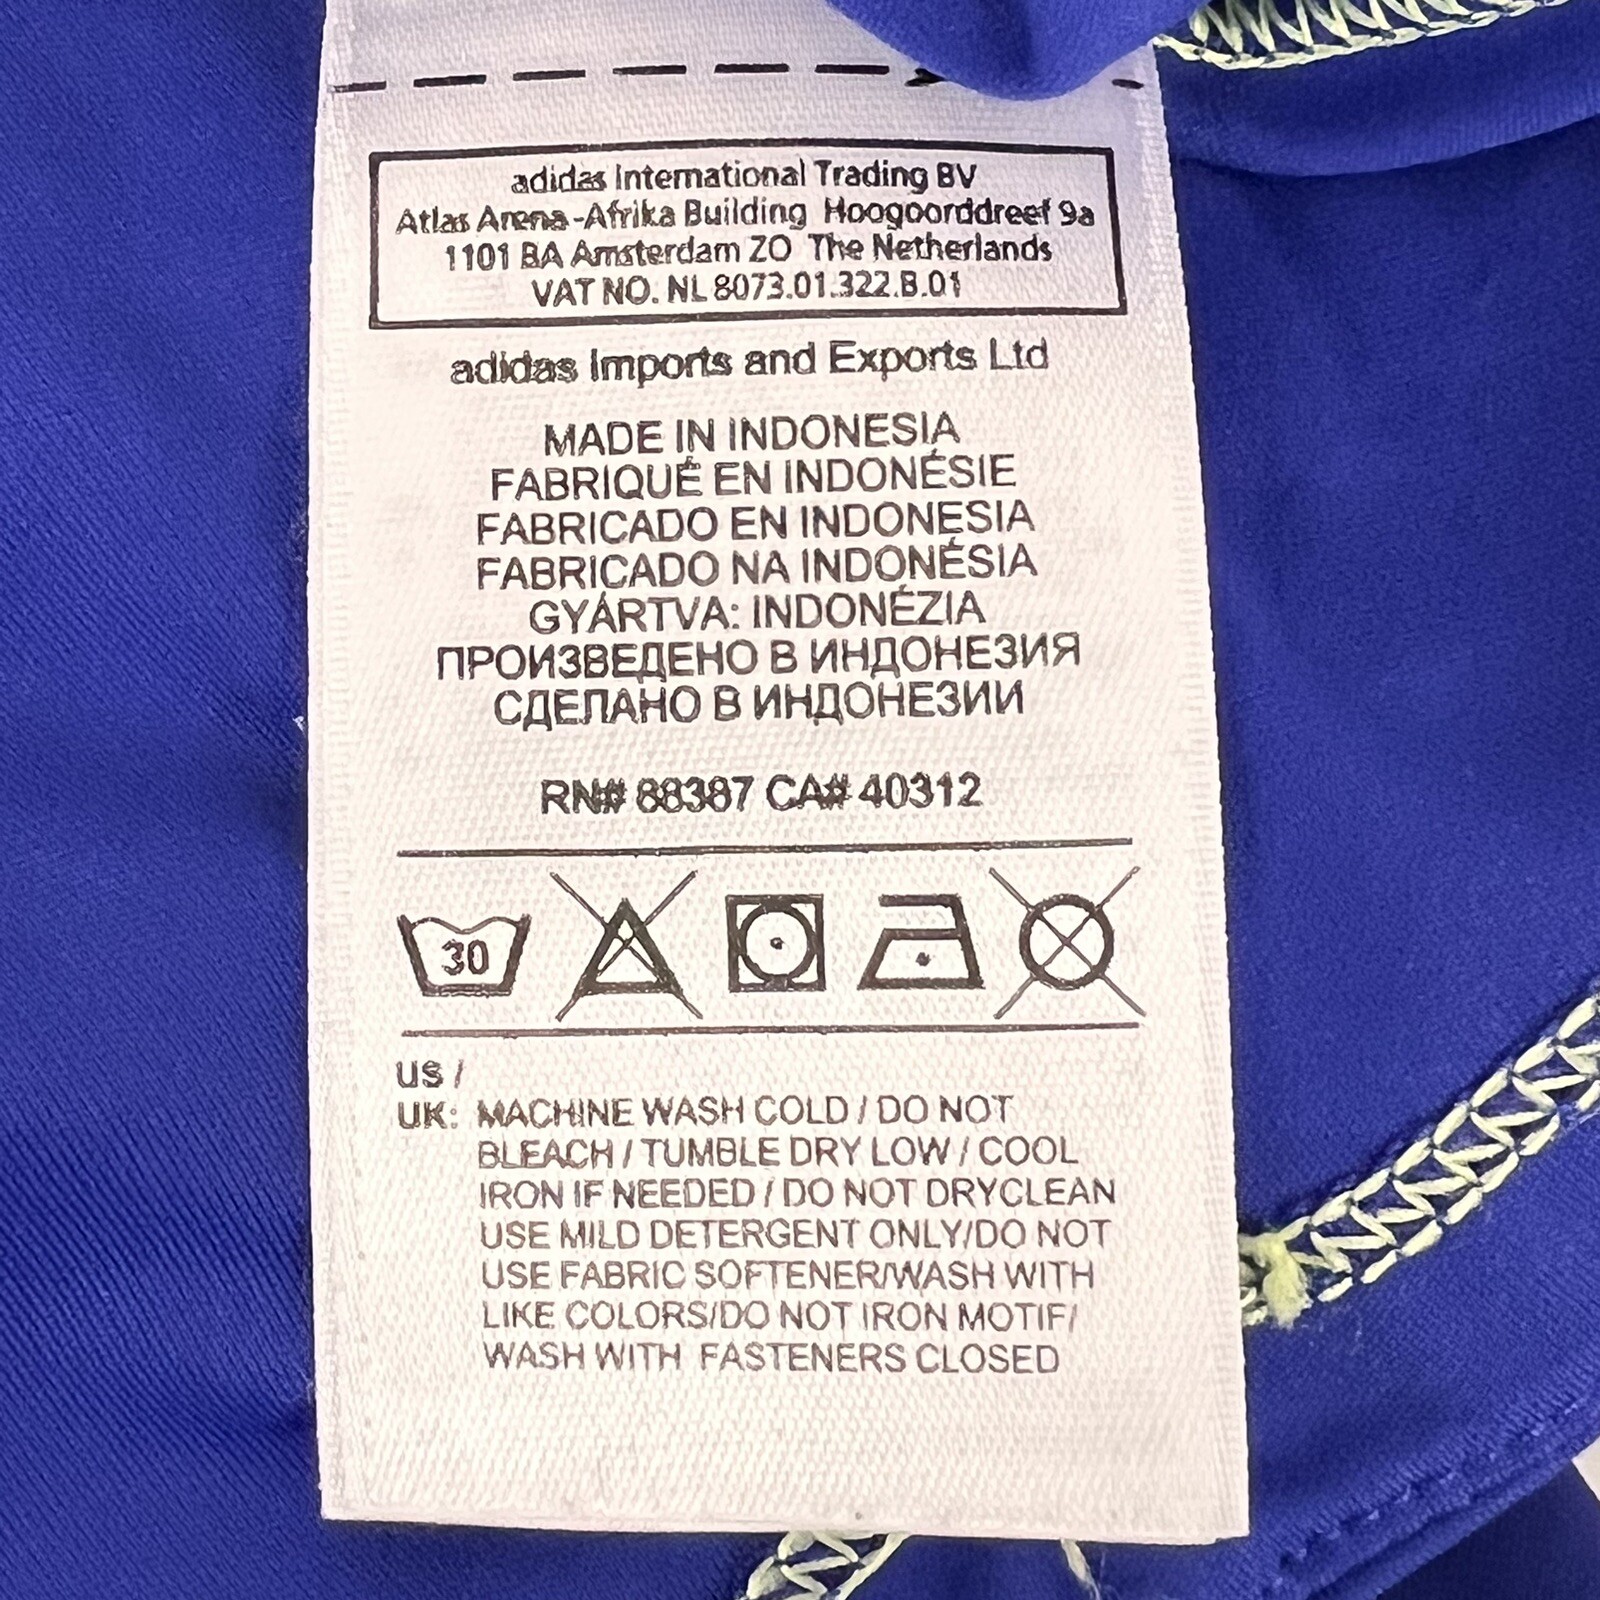 adidas International Trading BV
Atlas Arena-Afrika Building Hoogoorddreef 9a
1101 BA Amsterdam ZO The Netherlands
VAT NO. NL 8073.01.322.B.01
adidas Imports and Exports Ltd
MADE IN INDONESIA
FABRIQUÉ EN INDONÉSIE
FABRICADO EN INDONESIA
FABRICADO NA INDONÉSIA
GYÁRTVA: INDONÉZIA
ПРОИЗВЕДЕНО В ИНДОНЕЗИЯ
СДЕЛАНО В ИНДОНЕЗИИ
RN# 88387 CA# 40312
30
US /
UK: MACHINE WASH COLD / DO NOT
BLEACH / TUMBLE DRY LOW / COOL
IRON IF NEEDED / DO NOT DRYCLEAN
USE MILD DETERGENT ONLY/DO NOT
USE FABRIC SOFTENER/WASH WITH
LIKE COLORS/DO NOT IRON MOTIF/
WASH WITH FASTENERS CLOSED